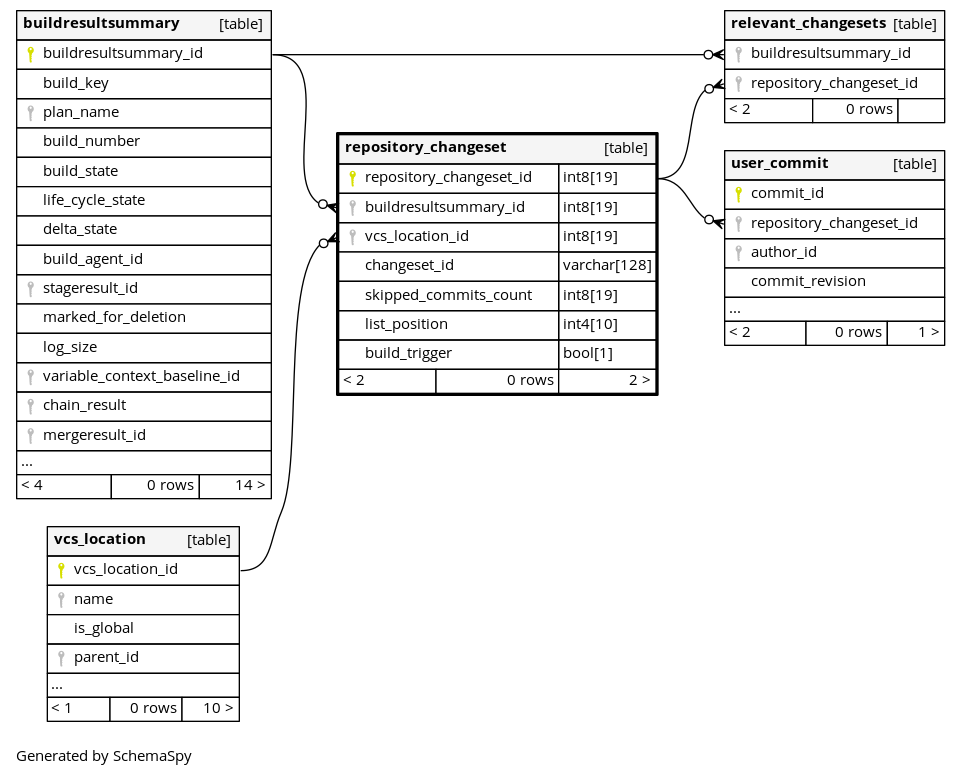 buildresultsummary [table]
buildresultsummary_id
build_key
plan_name
build_number
build_state
life_cycle_state
delta_state
build_agent_id
stageresult_id
marked_for_deletion
log_size
variable_context_baseline_id
chain_result
mergeresult_id
...
< 4 0 rows 14 >
vcs_location [table]
vcs_location_id
name
is_global
parent_id
...
< 1 0 rows 10 >
repository_changeset [table]
repository_changeset_id int8[19]
buildresultsummary_id int8[19]
vcs_location_id int8[19]
changeset_id varchar[128]
skipped_commits_count int8[19]
list_position int4[10]
build_trigger bool[1]
< 2 0 rows 2 >
relevant_changesets [table]
buildresultsummary_id
repository_changeset_id
< 2 0 rows
user_commit [table]
commit_id
repository_changeset_id
author_id
commit_revision
...
< 2 0 rows 1 >
Generated by SchemaSpy